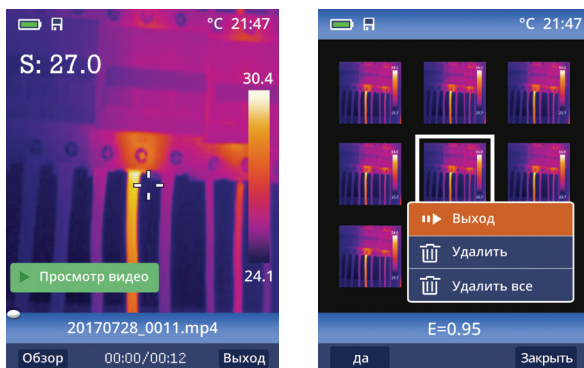 °C 21:47
S: 27.0
30.4
Просмотр видео
24.1
20170728_0011.mp4
Обзор 00:00/00:12 Выход
°C 21:47
Выход
Удалить
Удалить все
E=0.95
да Закрыть